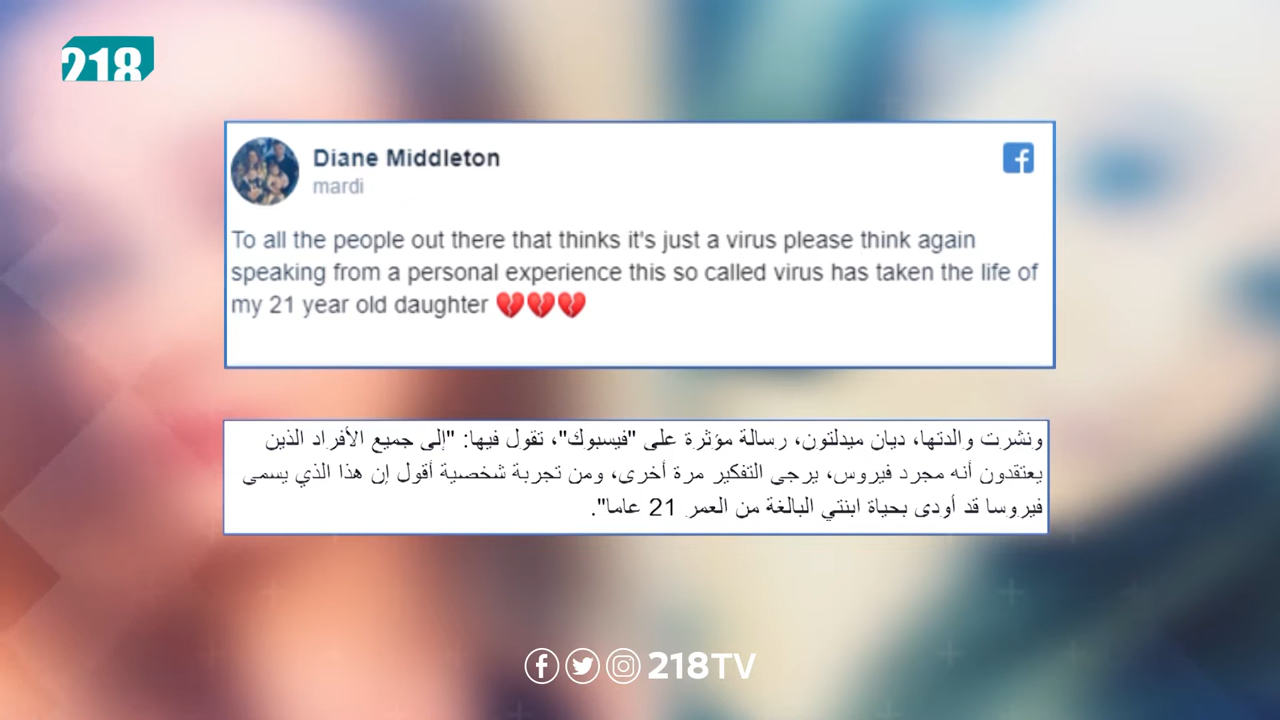 218
Diane Middleton
mardi
To all the people out there that thinks it's just a virus please think again
speaking from a personal experience this so called virus has taken the life of
my 21 year old daughter 💔💔💔
ونشرت والدتها، ديان ميدلتون، رسالة مؤثرة على "فيسبوك"، تقول فيها: "إلى جميع الأفراد الذين
يعتقدون أنه مجرد فيروس، يرجى التفكير مرة أخرى، ومن تجربة شخصية أقول إن هذا الذي يسمى
فيروسا قد أودى بحياة ابنتي البالغة من العمر 21 عاما".
218TV